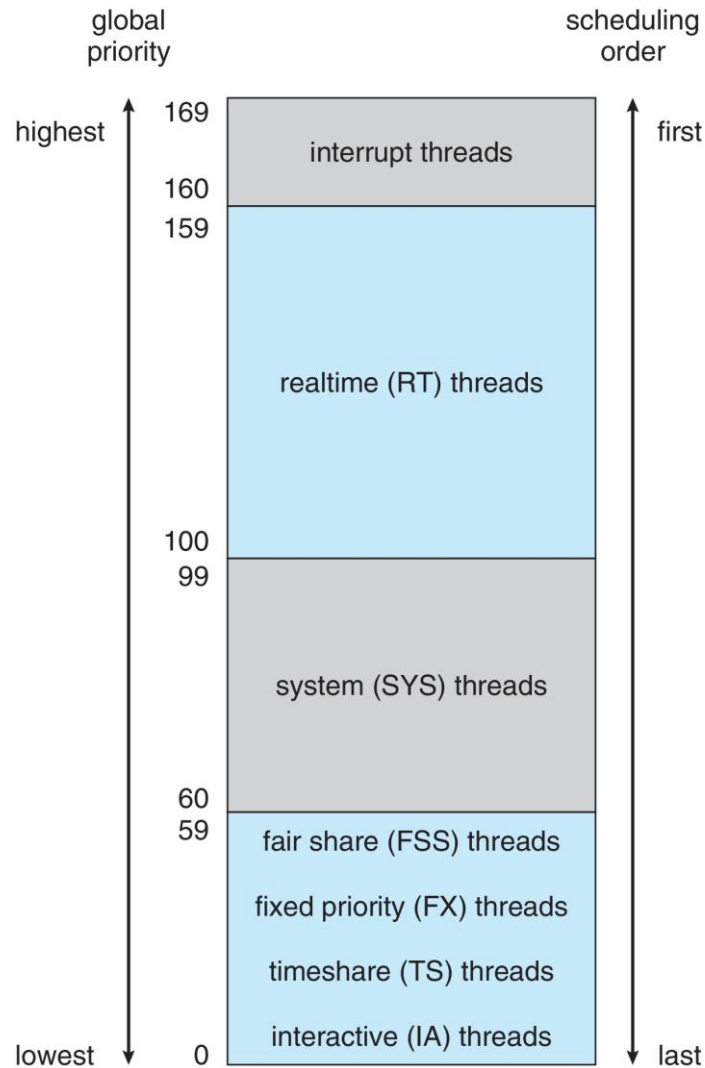 global
priority
scheduling
order
highest
169
interrupt threads
first
160
159
realtime (RT) threads
100
99
system (SYS) threads
60
59
fair share (FSS) threads
fixed priority (FX) threads
timeshare (TS) threads
interactive (IA) threads
lowest
0
last